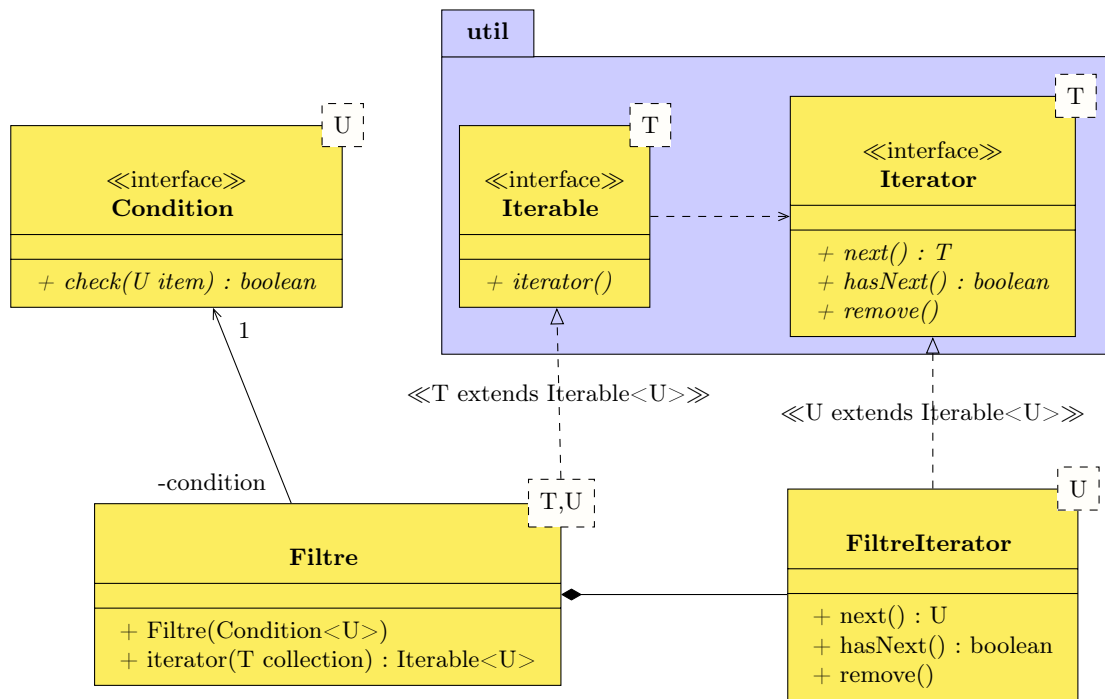 util
U
≪interface≫
Condition
+ check(U item) : boolean
T
≪interface≫
Iterable
+ iterator()
T
≪interface≫
Iterator
+ next() : T
+ hasNext() : boolean
+ remove()
1
-condition
≪T extends Iterable<U>≫
≪U extends Iterable<U>≫
T,U
Filtre
+ Filtre(Condition<U>)
+ iterator(T collection) : Iterable<U>
U
FiltreIterator
+ next() : U
+ hasNext() : boolean
+ remove()